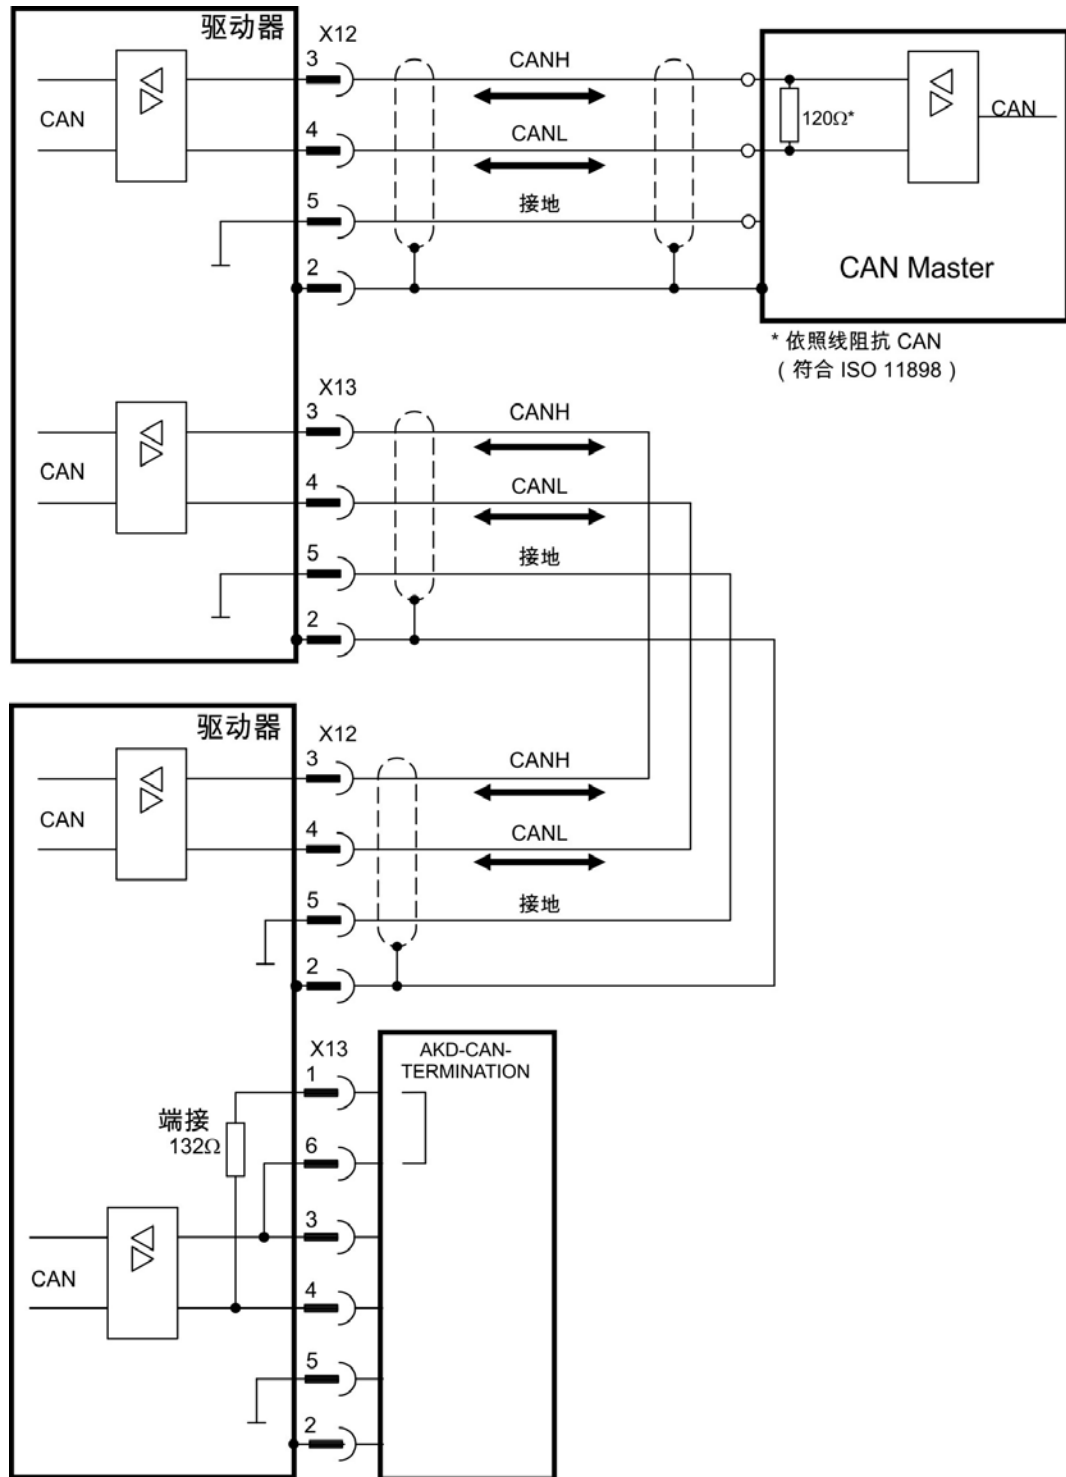 驱动器
X12
3
CANH
CAN
120Ω*
CAN
4
CANL
5
接地
2
CAN Master
* 依照线阻抗 CAN
( 符合 ISO 11898 )
X13
3
CANH
CAN
4
CANL
5
接地
2
驱动器
X12
3
CANH
CAN
4
CANL
5
接地
2
X13
AKD-CAN-
TERMINATION
1
端接
132Ω
6
3
CAN
4
5
2